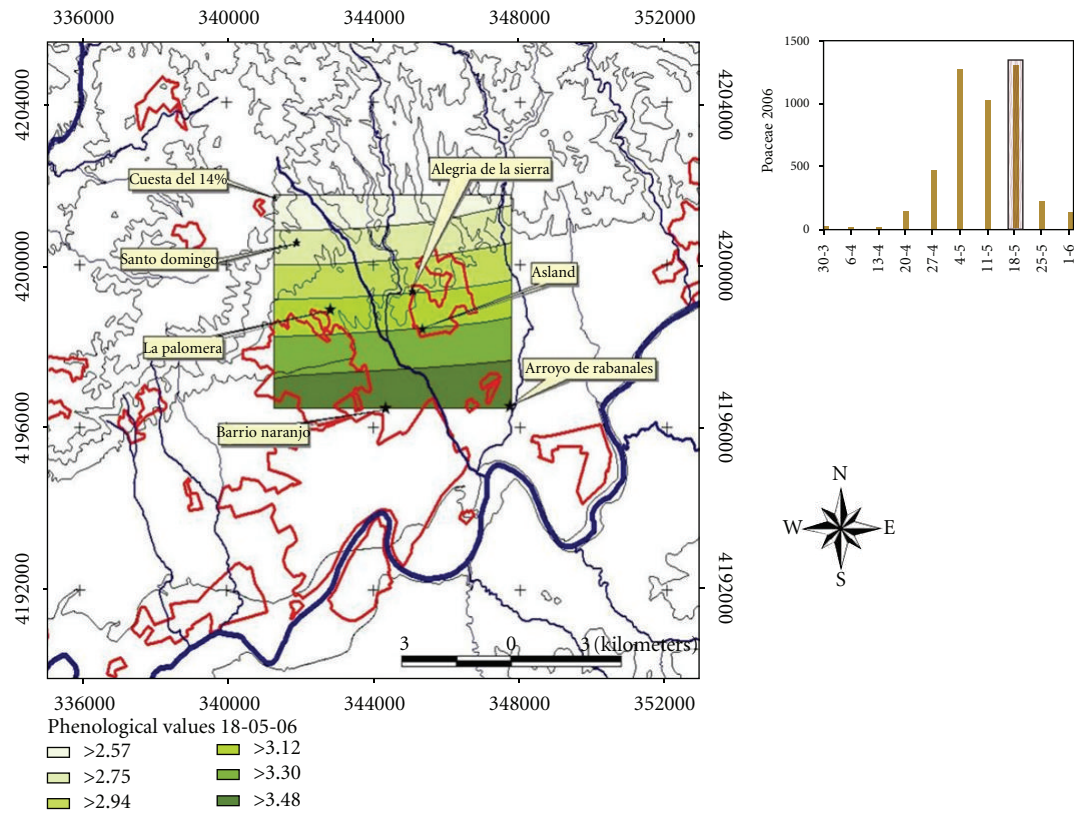 336000 340000 344000 348000 352000
4204000
4200000
4196000
4192000
4204000
4200000
4196000
4192000
Cuesta del 14%
Alegria de la sierra
Santo domingo
Asland
La palomera
Arroyo de rabanales
Barrio naranjo
3 0 3 (kilometers)
336000 340000 344000 348000 352000
Phenological values 18-05-06
>2.57
>2.75
>2.94
>3.12
>3.30
>3.48
Poaceae 2006
1500
1000
500
0
30-3 6-4 13-4 20-4 27-4 4-5 11-5 18-5 25-5 1-6
N
W E
S